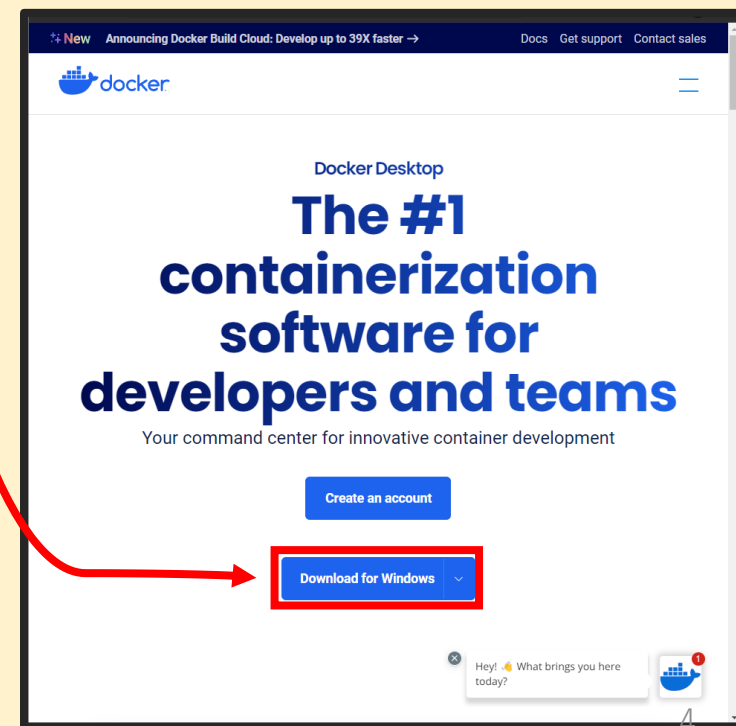 New Announcing Docker Build Cloud: Develop up to 39X faster → Docs Get support Contact sales
docker
Docker Desktop
The #1
containerization
software for
developers and teams
Your command center for innovative container development
Create an account
Download for Windows
Hey! 👋 What brings you here
today?
1
4